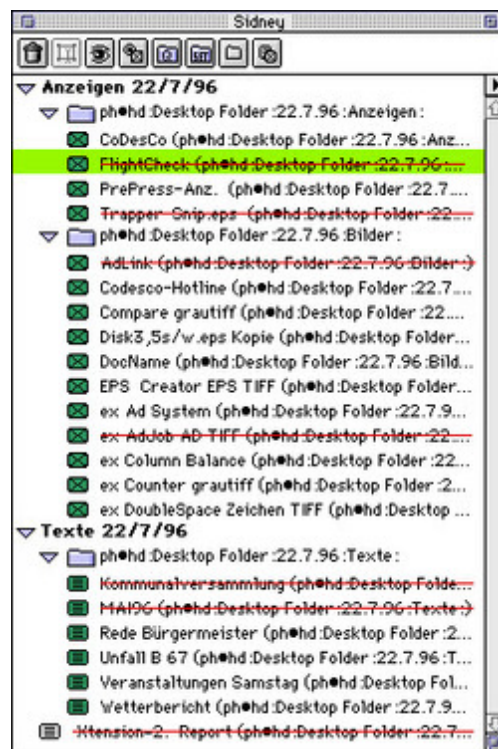 Sidney
Anzeigen 22/7/96
ph●hd:Desktop Folder:22.7.96:Anzeigen:
CoDesCo (ph●hd:Desktop Folder:22.7.96:Anz...
FlightCheck (ph●hd:Desktop Folder:22.7.96:...
PrePress-Anz. (ph●hd:Desktop Folder:22.7....
Trapper Snip.eps (ph●hd:Desktop Folder:22....
ph●hd:Desktop Folder:22.7.96:Bilder:
AdLink (ph●hd:Desktop Folder:22.7.96:Bilder:)
Codesco-Hotline (ph●hd:Desktop Folder:22.7....
Compare grautiff (ph●hd:Desktop Folder:22....
Disk3,5s/w.eps Kopie (ph●hd:Desktop Folder...
DocName (ph●hd:Desktop Folder:22.7.96:Bild...
EPS Creator EPS TIFF (ph●hd:Desktop Folder...
ex Ad System (ph●hd:Desktop Folder:22.7.9...
ex AdJob AD TIFF (ph●hd:Desktop Folder:22....
ex Column Balance (ph●hd:Desktop Folder:22...
ex Counter grautiff (ph●hd:Desktop Folder:2...
ex DoubleSpace Zeichen TIFF (ph●hd:Desktop ...
Texte 22/7/96
ph●hd:Desktop Folder:22.7.96:Texte:
Kommunalversammlung (ph●hd:Desktop Folde...
MAI96 (ph●hd:Desktop Folder:22.7.96:Texte:)
Rede Bürgermeister (ph●hd:Desktop Folder:2...
Unfall B 67 (ph●hd:Desktop Folder:22.7.96:T...
Veranstaltungen Samstag (ph●hd:Desktop Fol...
Wetterbericht (ph●hd:Desktop Folder:22.7.9...
Xtension-2. Report (ph●hd:Desktop Folder:22.7...